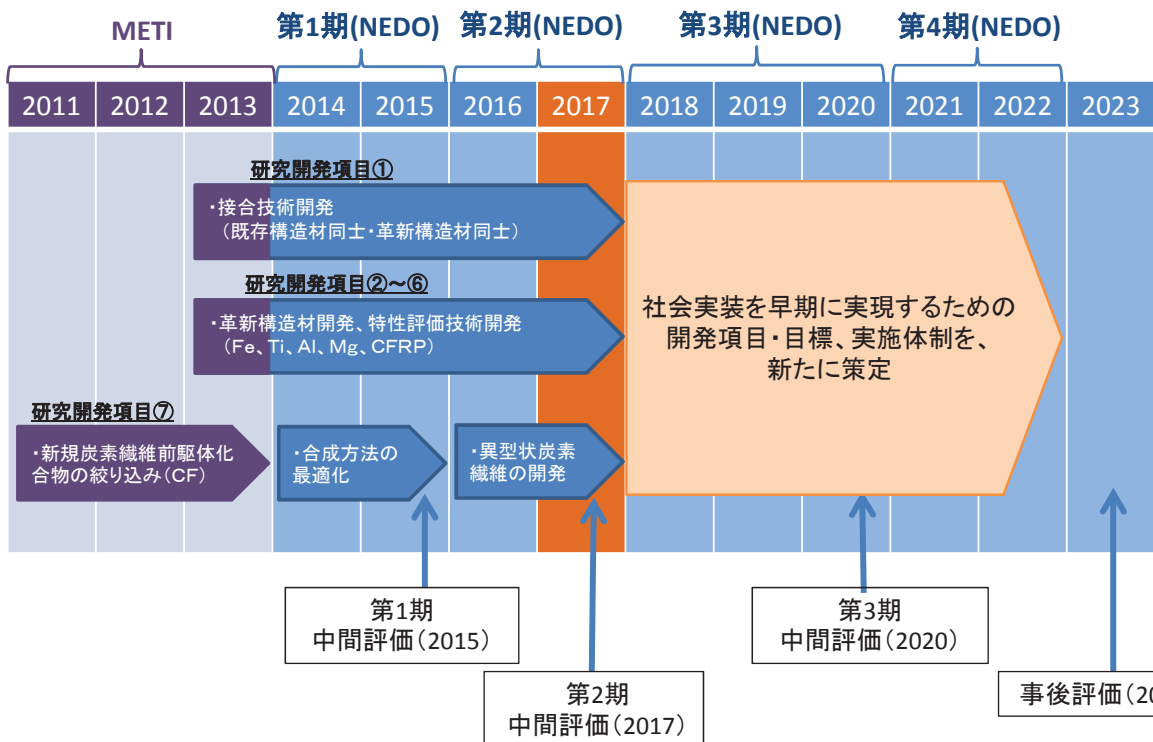 METI
第1期(NEDO)
第2期(NEDO)
第3期(NEDO)
第4期(NEDO)
2011 2012 2013 2014 2015 2016 2017 2018 2019 2020 2021 2022 2023
研究開発項目①
・接合技術開発
（既存構造材同士・革新構造材同士）
研究開発項目②～⑥
・革新構造材開発、特性評価技術開発
（Fe、Ti、Al、Mg、CFRP）
社会実装を早期に実現するための
開発項目・目標、実施体制を、
新たに策定
研究開発項目⑦
・新規炭素繊維前駆体化
合物の絞り込み（CF）
・合成方法の
最適化
・異型状炭素
繊維の開発
第1期
中間評価（2015）
第2期
中間評価（2017）
第3期
中間評価（2020）
事後評価（20